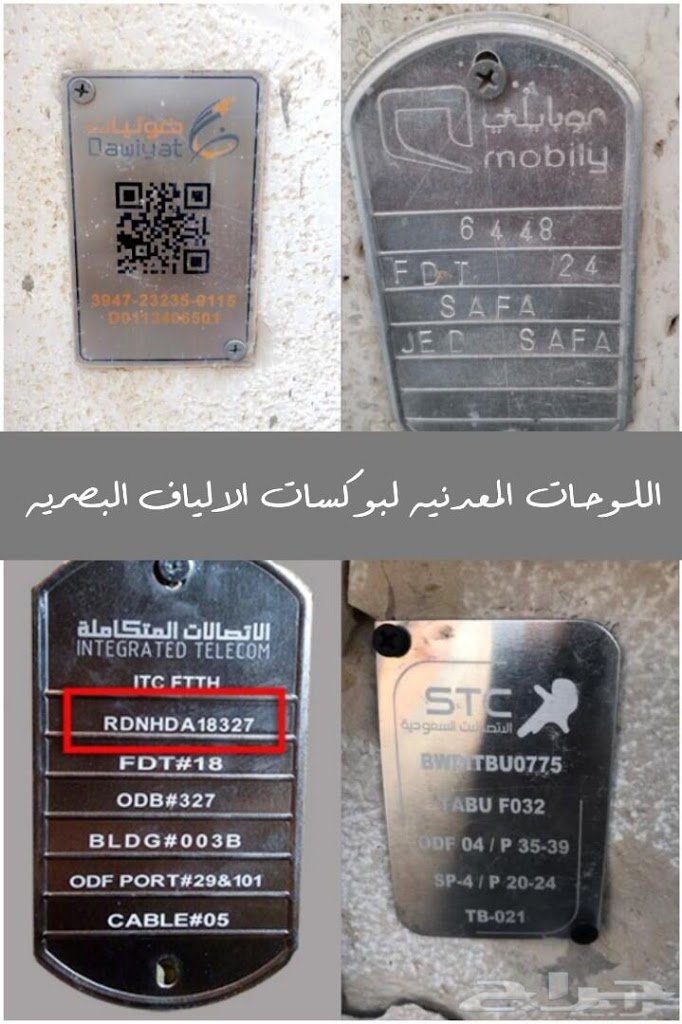 ضوئيات
Dawiyat
3947-23235-0115
D0113406501
موبايلي
mobily
6448
FDT 24
SAFA
JED SAFA
اللوحات المعدنيه لبوكسات الالياف البصريه
الاتصالات المتكاملة
INTEGRATED TELECOM
ITC FTTH
RDNHDA18327
FDT#18
ODB#327
BLDG#003B
ODF PORT#29&101
CABLE#05
STC
الاتصالات السعودية
TABU F032
ODF 04 / P 35-39
SP-4 / P 20-24
TB-021
حراج